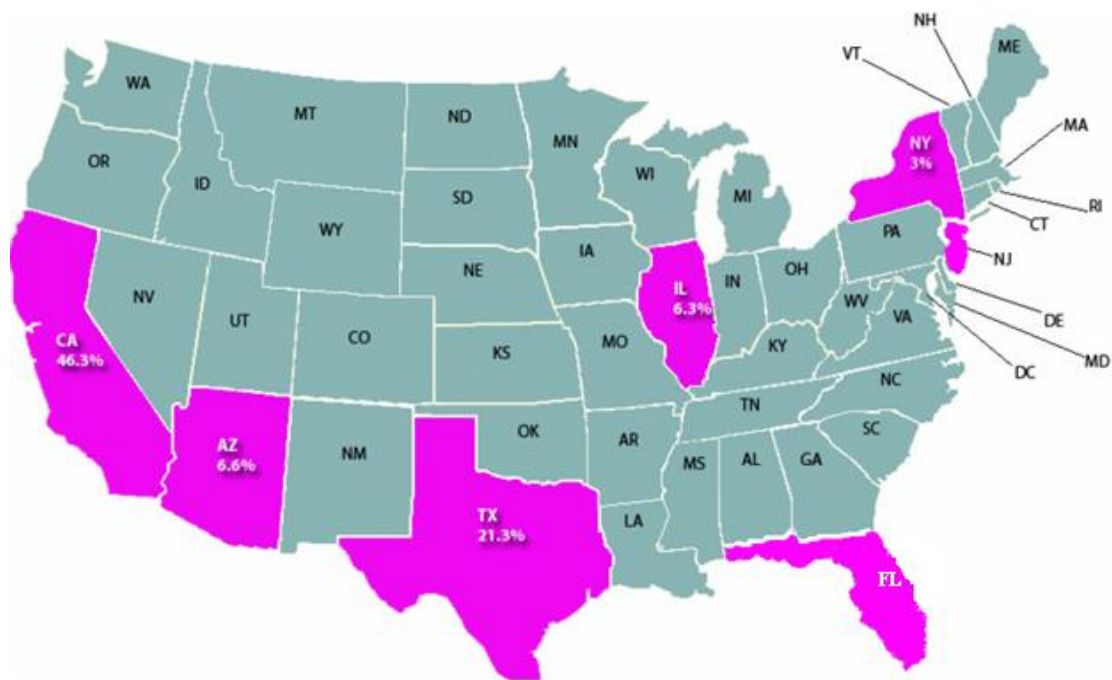 NH
VT
ME
WA
MT
ND
MN
MA
OR
ID
WI
NY
3%
SD
MI
RI
CT
WY
PA
NJ
IA
NE
OH
IN
IL
6.3%
NV
UT
WV
VA
DE
CO
CA
46.3%
MO
KS
KY
MD
DC
NC
TN
OK
AR
SC
AZ
6.6%
NM
MS
AL
GA
TX
21.3%
LA
FL